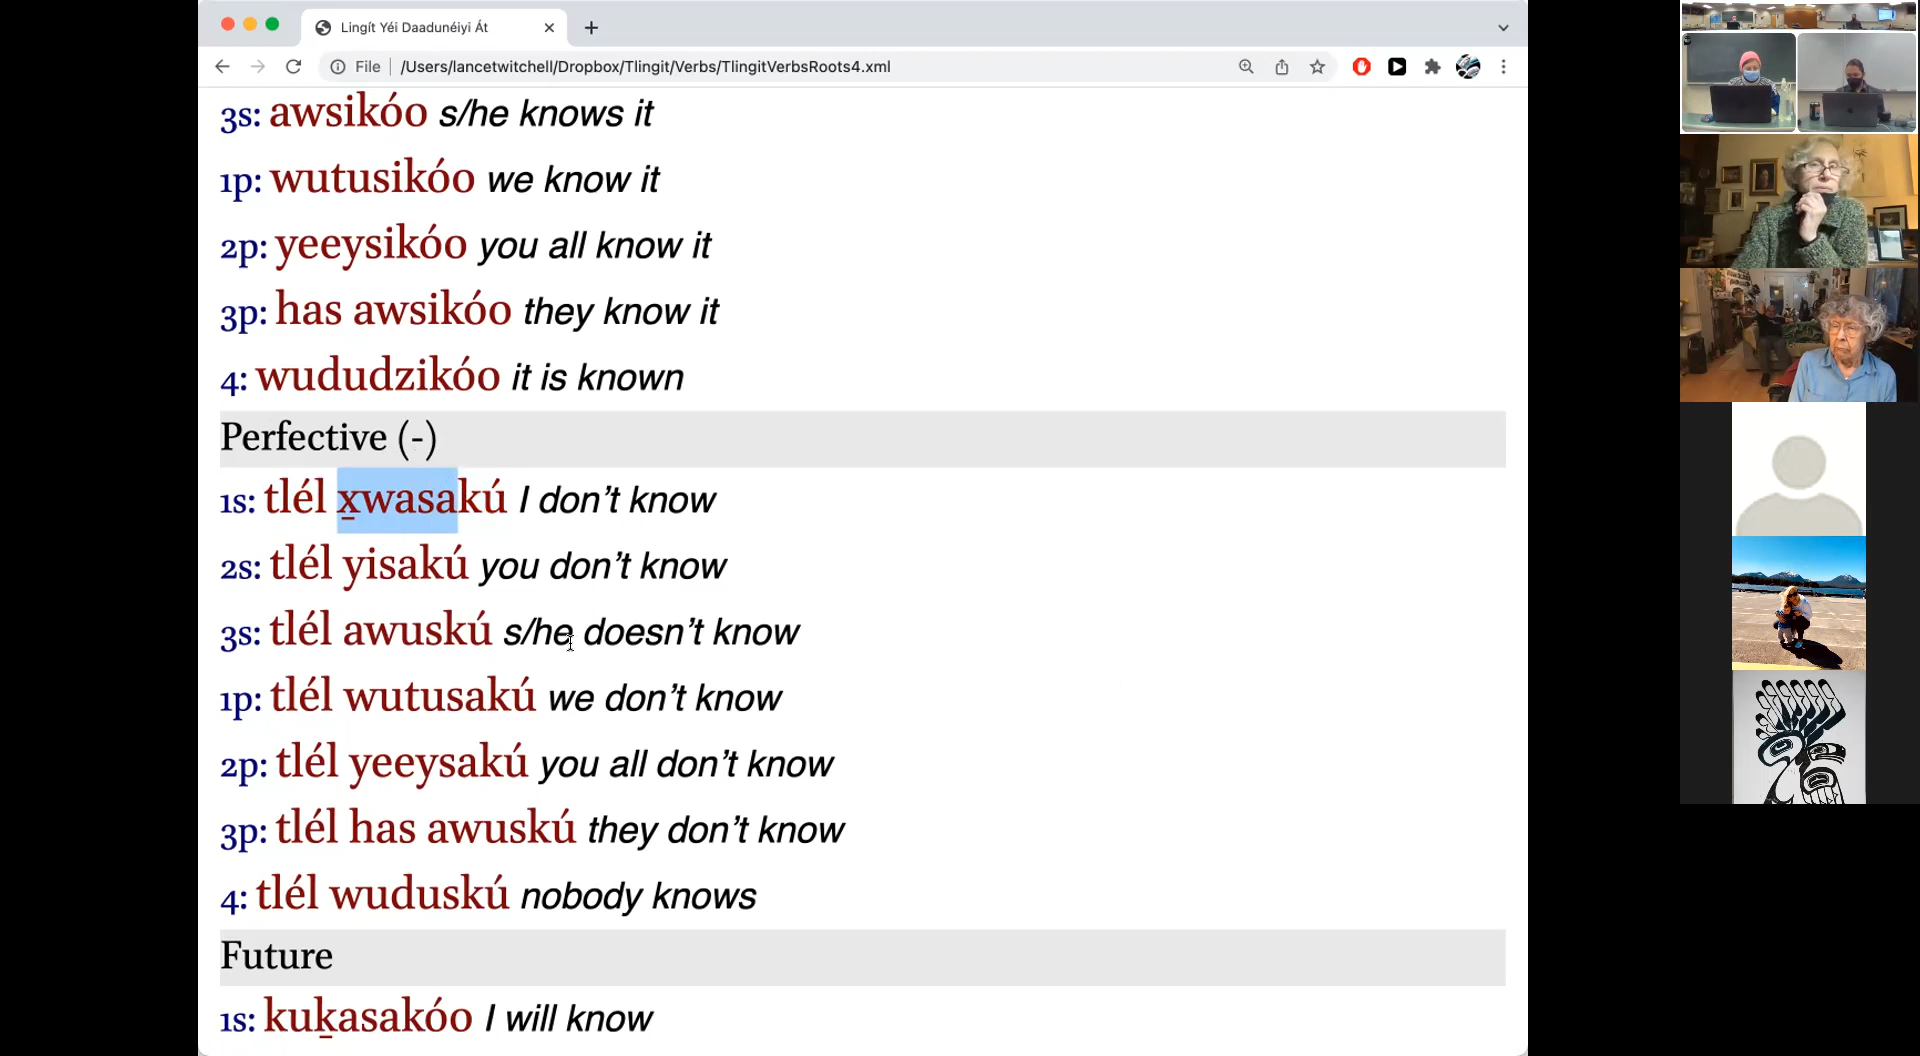 Lingít Yéi Daadunéiyi Át
File /Users/lancetwitchell/Dropbox/Tlingit/Verbs/TlingitVerbsRoots4.xml
3s: awsikóo s/he knows it
1p: wutusikóo we know it
2p: yeeysikóo you all know it
3p: has awsikóo they know it
4: wududzikóo it is known
Perfective (-)
1s: tlél x̱wasakú I don’t know
2s: tlél yisakú you don’t know
3s: tlél awuskú s/he doesn’t know
1p: tlél wutusakú we don’t know
2p: tlél yeeysakú you all don’t know
3p: tlél has awuskú they don’t know
4: tlél wuduskú nobody knows
Future
1s: kuḵasakóo I will know